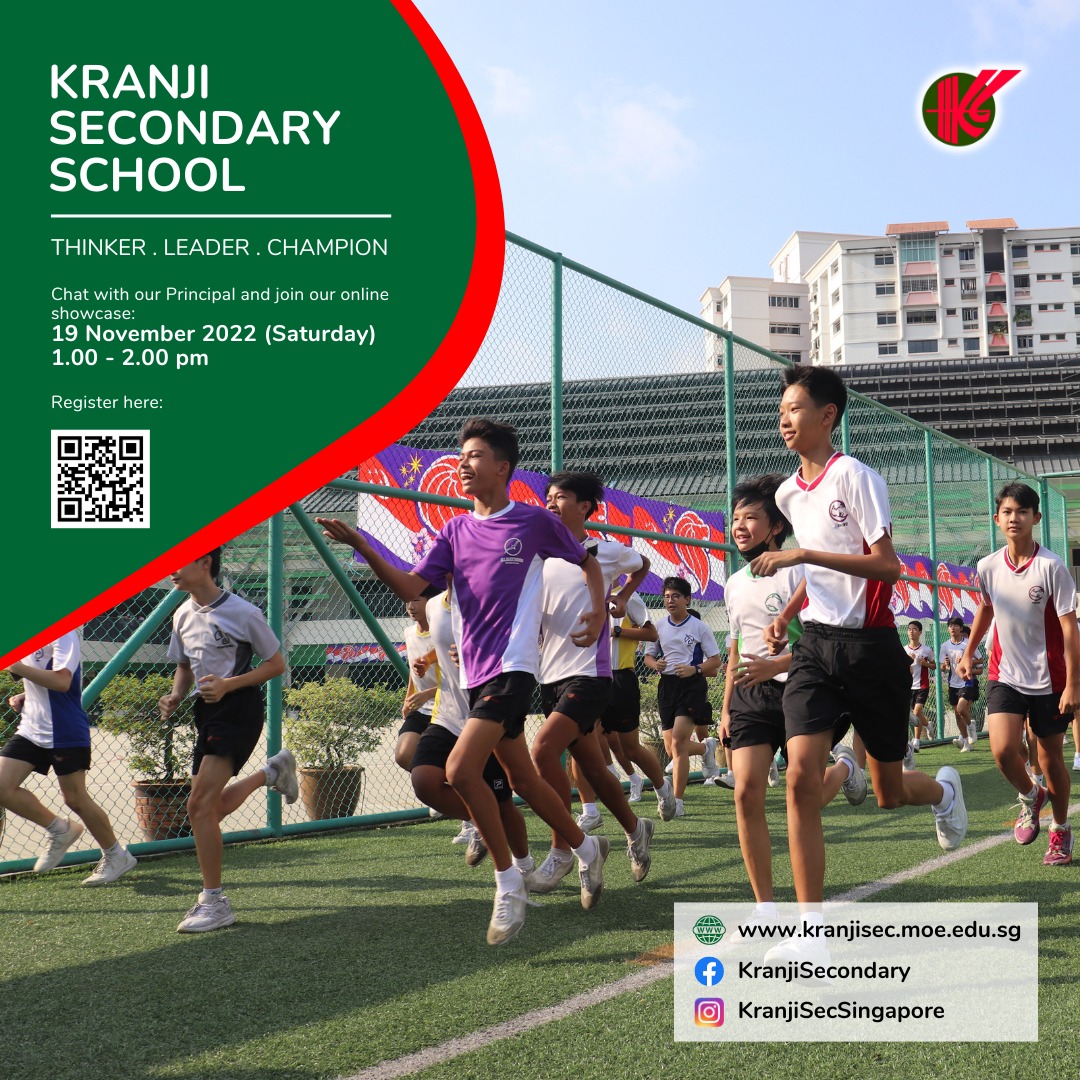 KRANJI
SECONDARY
SCHOOL
THINKER . LEADER . CHAMPION
Chat with our Principal and join our online
showcase:
19 November 2022 (Saturday)
1.00 - 2.00 pm
Register here:
www.kranjisec.moe.edu.sg
KranjiSecondary
KranjiSecSingapore